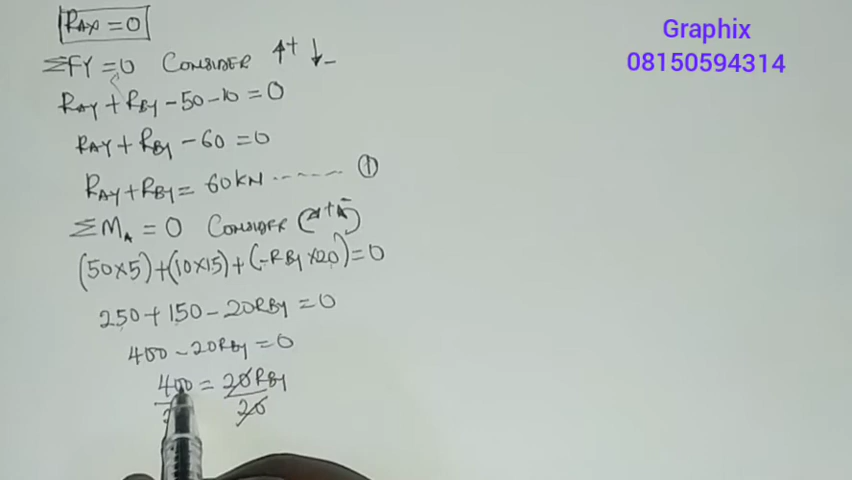 RAX = 0
ΣFY = 0 CONSIDER ↑+ ↓-
RAY + RBY - 50 - 10 = 0
RAY + RBY - 60 = 0
RAY + RBY = 60KN ------- ①
ΣMA = 0 CONSIDER
(50×5) + (10×15) + (-RBY × 20) = 0
250 + 150 - 20RBY = 0
400 - 20RBY = 0
400 = 20RBY
20
Graphix
08150594314